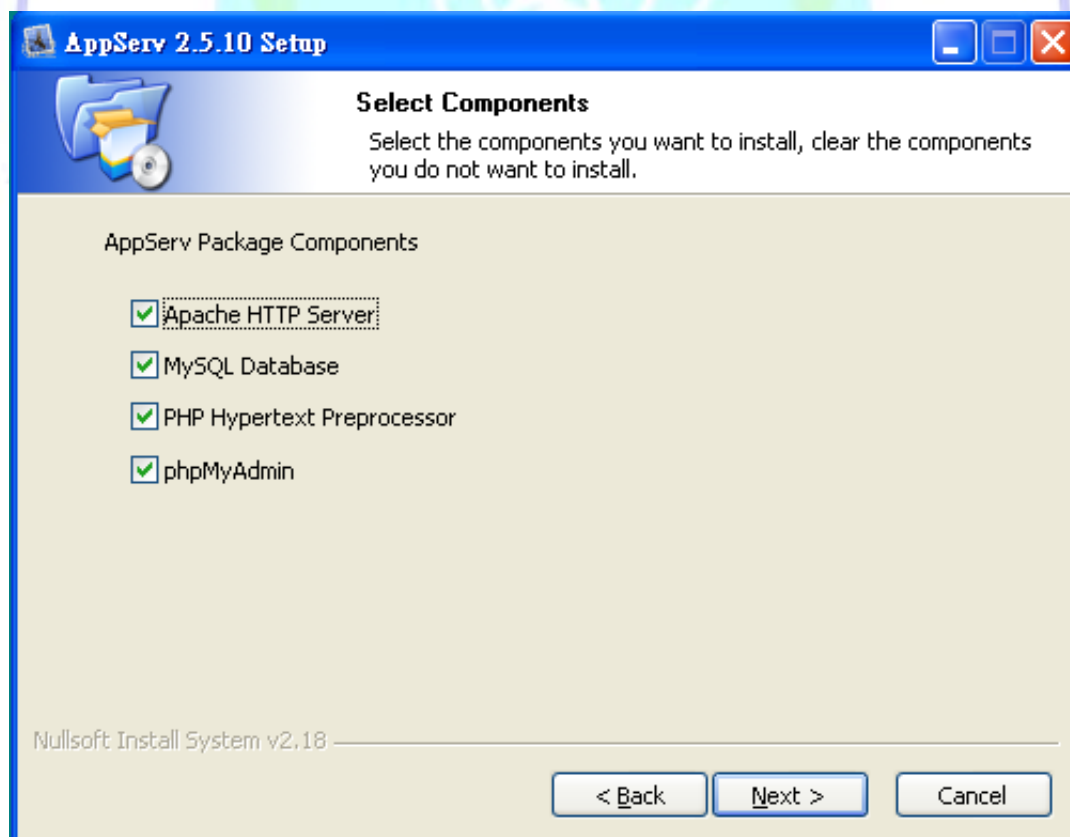 AppServ 2.5.10 Setup
Select Components
Select the components you want to install, clear the components
you do not want to install.
AppServ Package Components
Apache HTTP Server
MySQL Database
PHP Hypertext Preprocessor
phpMyAdmin
Nullsoft Install System v2.18
< Back
Next >
Cancel